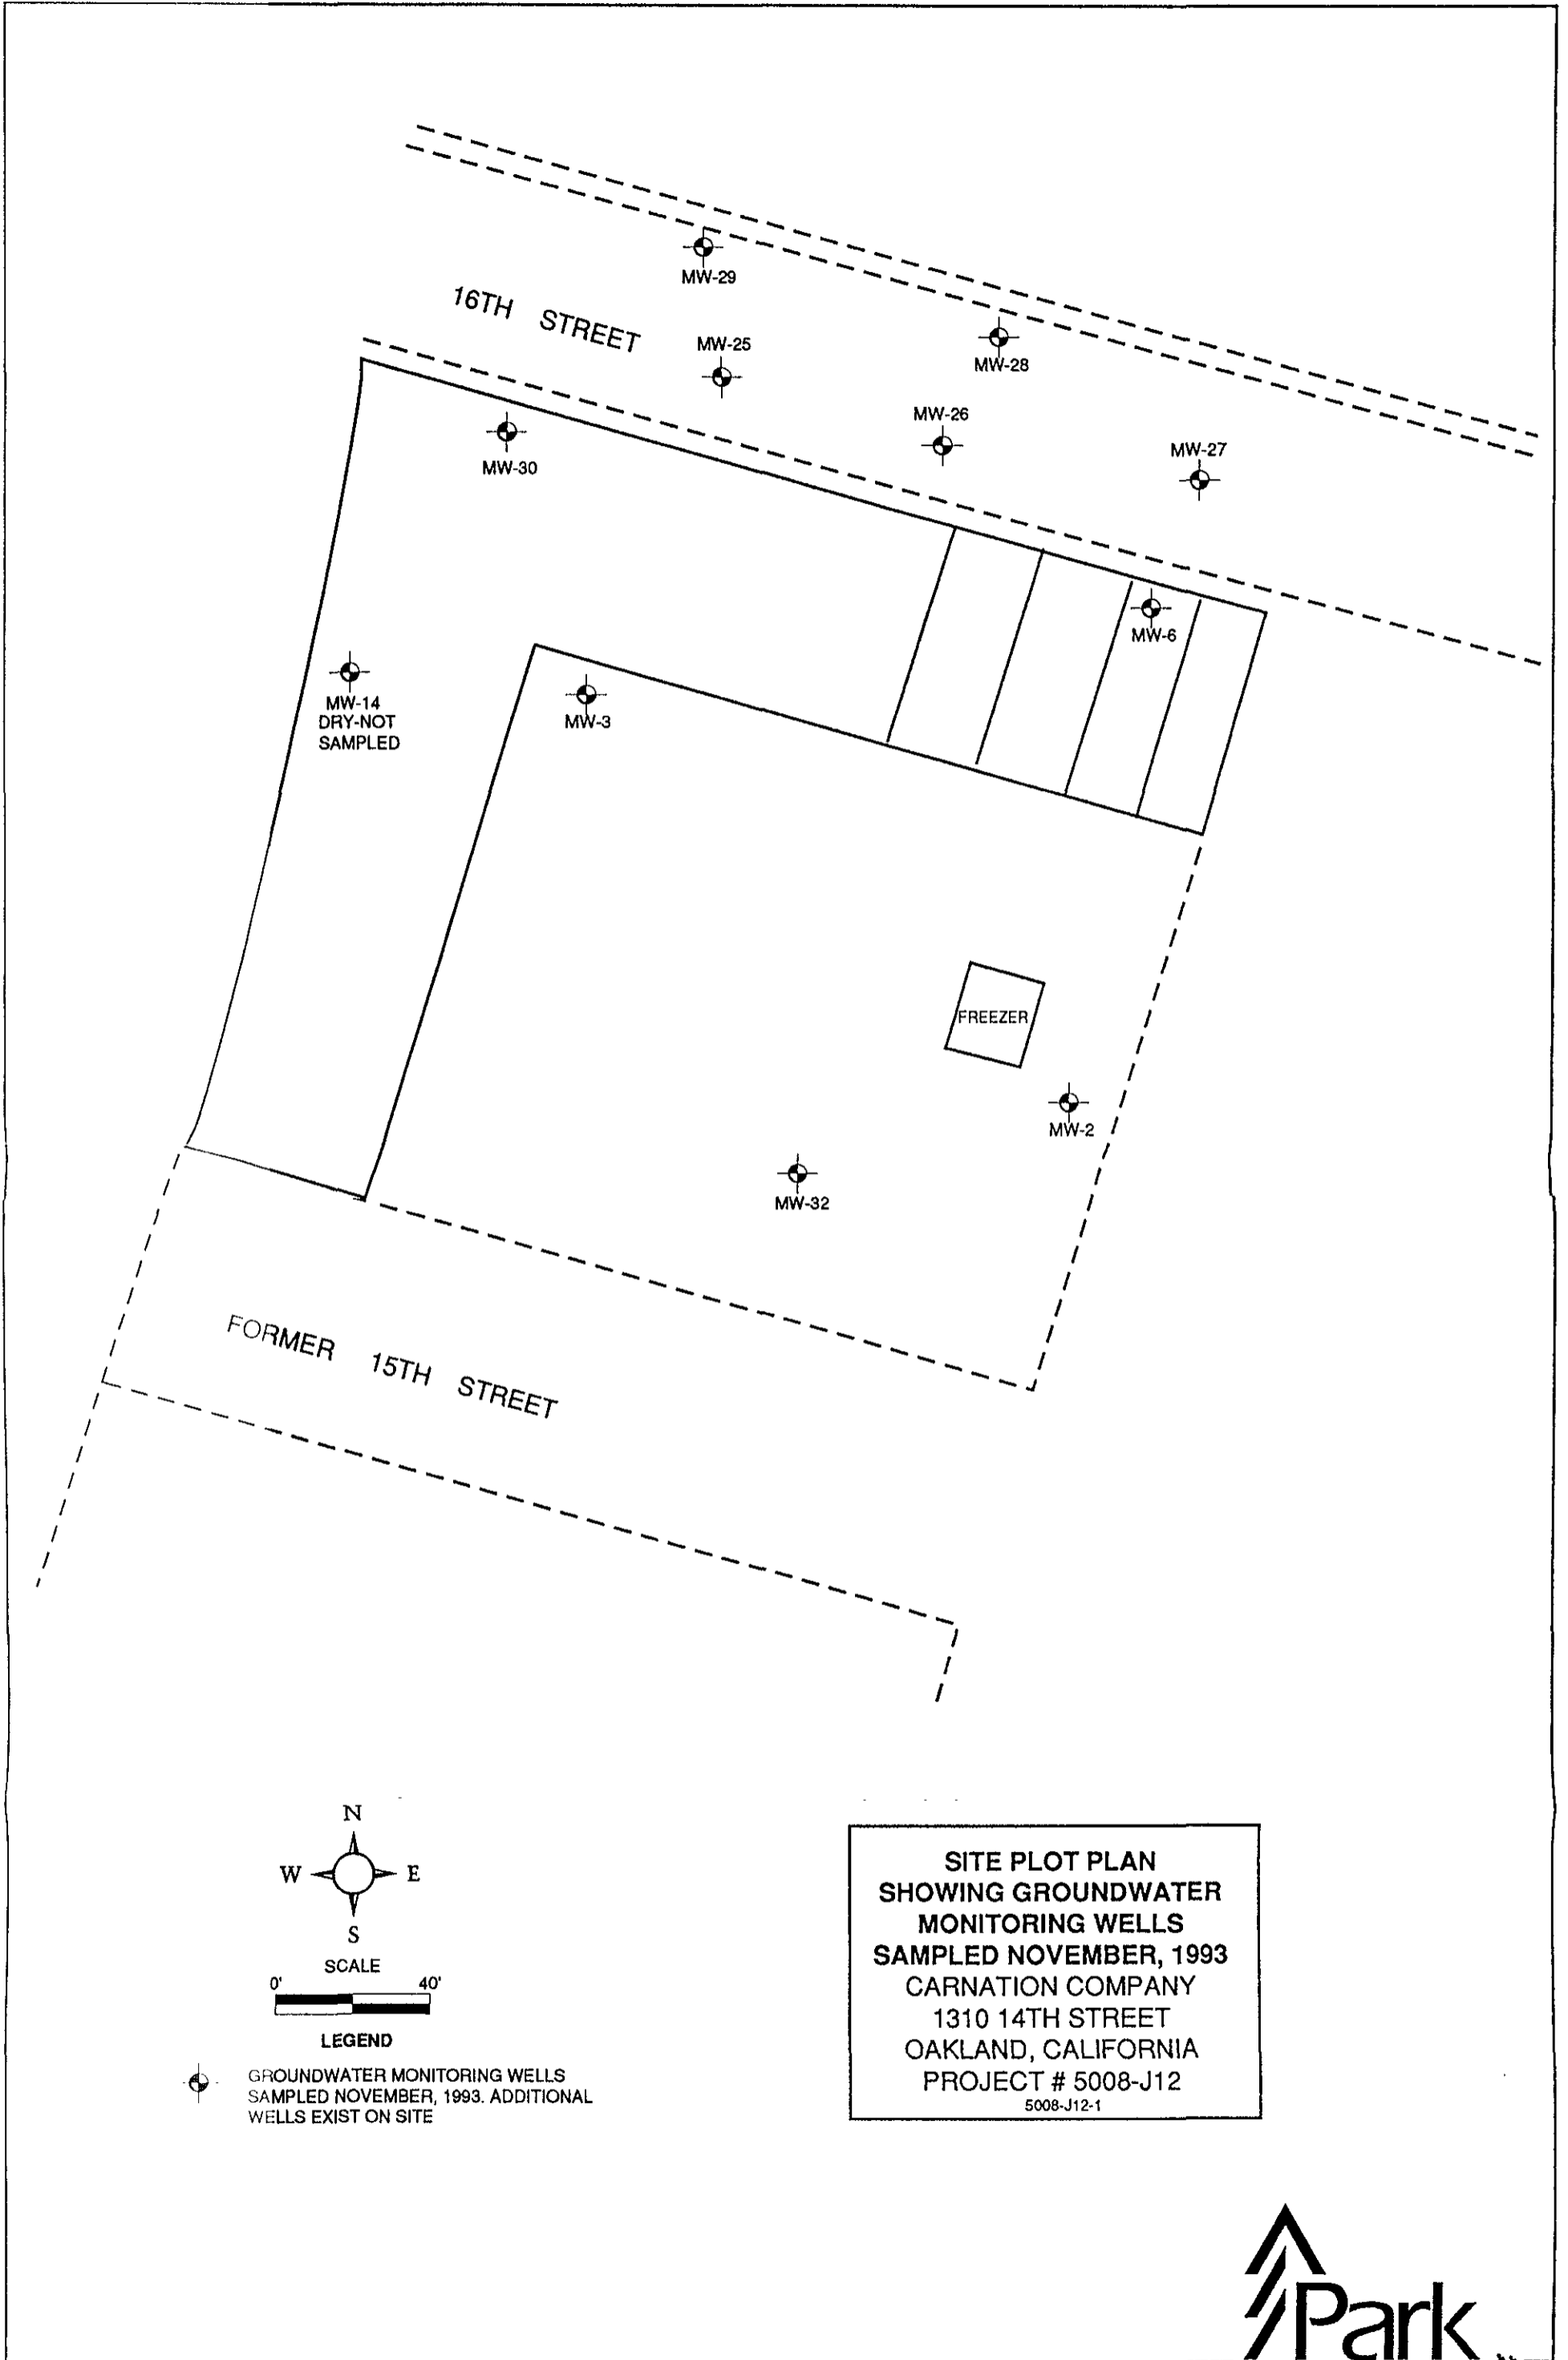 MW-29
16TH STREET
MW-25
MW-28
MW-26
MW-27
MW-30
MW-6
MW-14
DRY-NOT
SAMPLED
MW-3
FREEZER
MW-2
MW-32
FORMER 15TH STREET
N
W E
S
SCALE
0' 40'
LEGEND
GROUNDWATER MONITORING WELLS
SAMPLED NOVEMBER, 1993. ADDITIONAL
WELLS EXIST ON SITE
SITE PLOT PLAN
SHOWING GROUNDWATER
MONITORING WELLS
SAMPLED NOVEMBER, 1993
CARNATION COMPANY
1310 14TH STREET
OAKLAND, CALIFORNIA
PROJECT # 5008-J12
5008-J12-1
Park